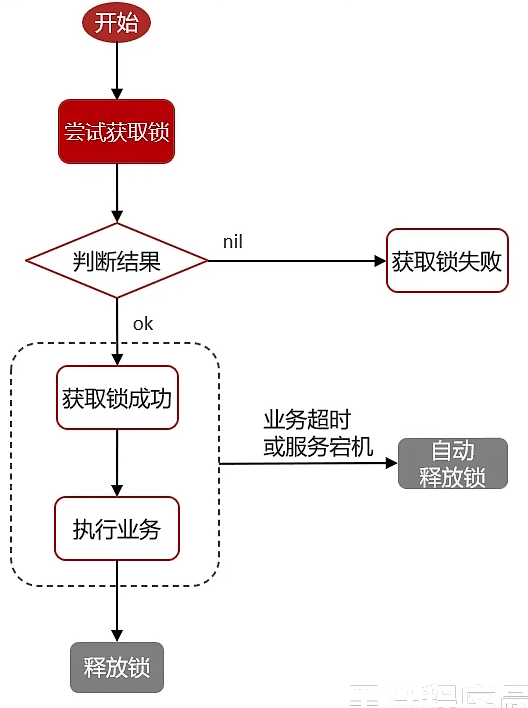 开始
尝试获取锁
判断结果
nil
获取锁失败
ok
获取锁成功
业务超时
或服务宕机
自动
释放锁
执行业务
释放锁